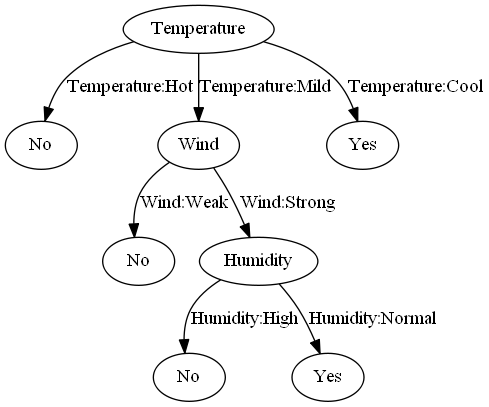 Temperature
Temperature:Hot Temperature:Mild Temperature:Cool
No Wind Yes
Wind:Weak Wind:Strong
No Humidity
Humidity:High Humidity:Normal
No Yes